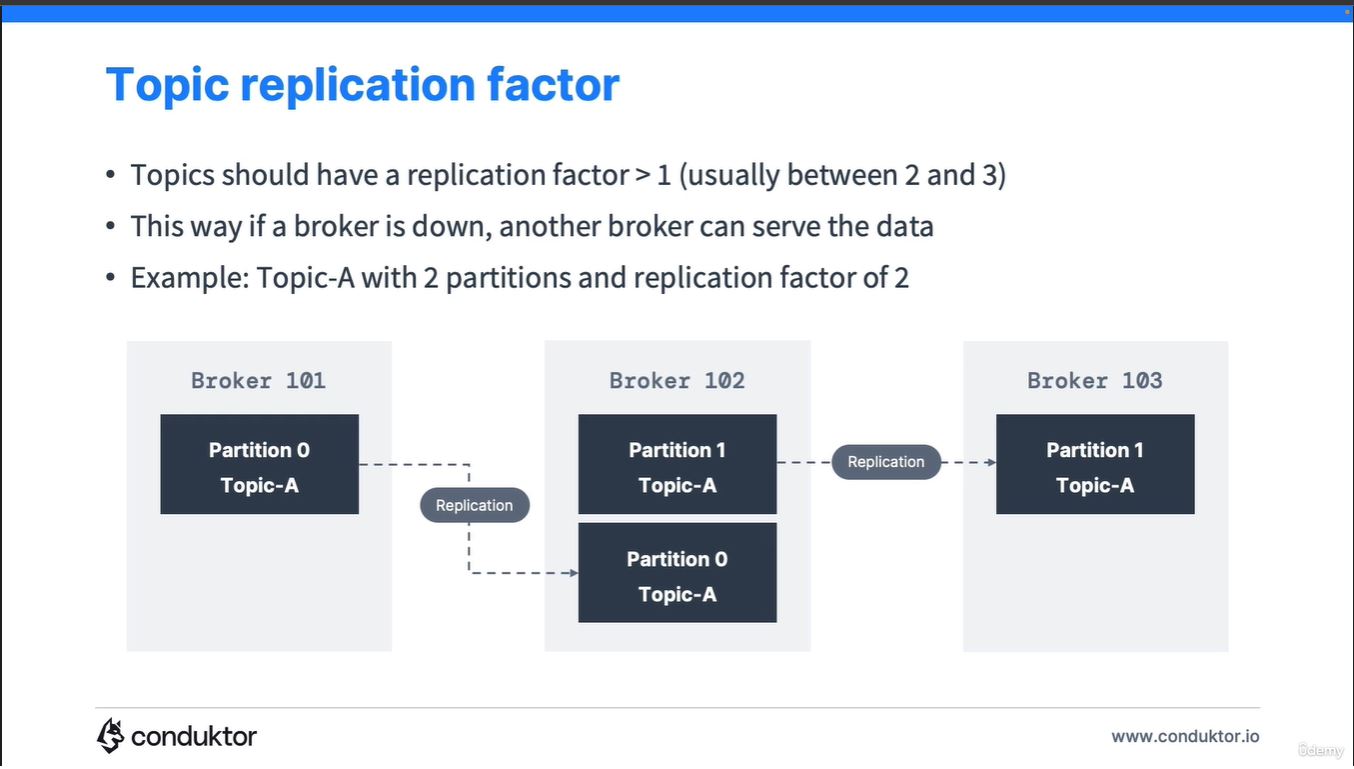 Topic replication factor
• Topics should have a replication factor > 1 (usually between 2 and 3)
• This way if a broker is down, another broker can serve the data
• Example: Topic-A with 2 partitions and replication factor of 2
Broker 101
Partition 0
Topic-A
Replication
Broker 102
Partition 1
Topic-A
Partition 0
Topic-A
Replication
Broker 103
Partition 1
Topic-A
conduktor
www.conduktor.io
ûdemy